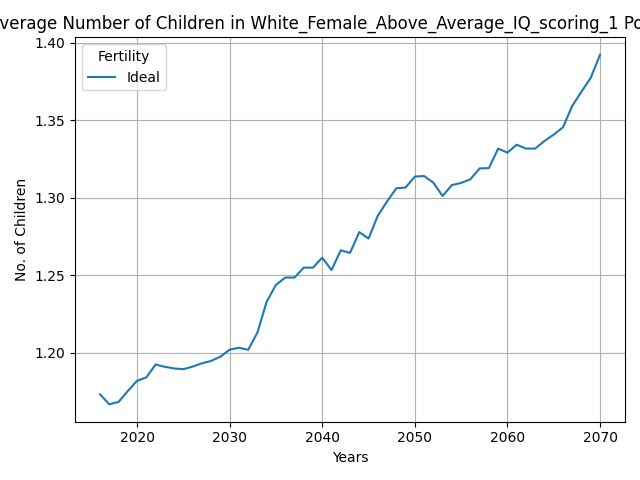 verage Number of Children in White_Female_Above_Average_IQ_scoring_1 Po
Fertility
Ideal
1.40
1.35
1.30
1.25
1.20
No. of Children
2020 2030 2040 2050 2060 2070
Years